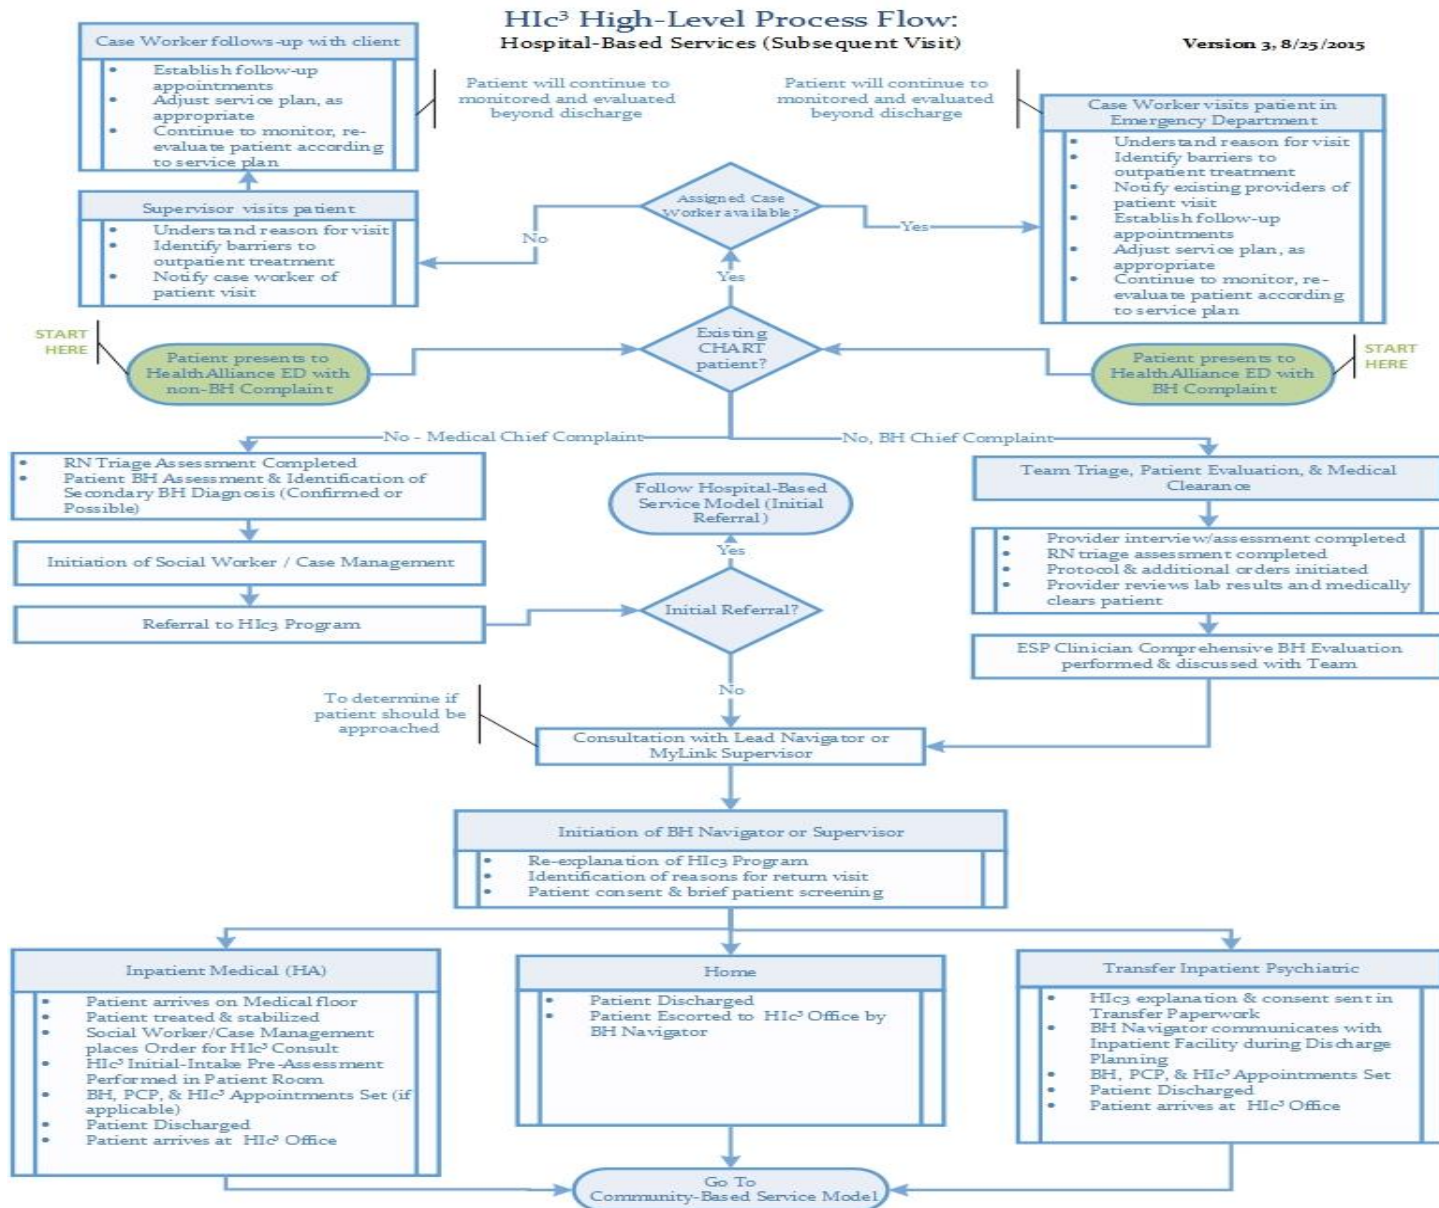 HIc³ High-Level Process Flow:
Hospital-Based Services (Subsequent Visit)
Version 3, 8/25/2015
Case Worker follows-up with client
• Establish follow-up
appointments
• Adjust service plan, as
appropriate
• Continue to monitor, re-
evaluate patient according
to service plan
Patient will continue to
monitored and evaluated
beyond discharge
Patient will continue to
monitored and evaluated
beyond discharge
Case Worker visits patient in
Emergency Department
• Understand reason for visit
• Identify barriers to
outpatient treatment
• Notify existing providers of
patient visit
• Establish follow-up
appointments
• Adjust service plan, as
appropriate
• Continue to monitor, re-
evaluate patient according
to service plan
Supervisor visits patient
• Understand reason for visit
• Identify barriers to
outpatient treatment
• Notify case worker of
patient visit
Assigned Case
Worker available?
No
Yes
Yes
START
HERE
Patient presents to
HealthAlliance ED with
non-BH Complaint
Existing
CHART
patient?
Patient presents to
HealthAlliance ED with
BH Complaint
START
HERE
No - Medical Chief Complaint
No, BH Chief Complaint
• RN Triage Assessment Completed
• Patient BH Assessment & Identification of
Secondary BH Diagnosis (Confirmed or
Possible)
Initiation of Social Worker / Case Management
Referral to HIc3 Program
Follow Hospital-Based
Service Model (Initial
Referral)
Yes
Initial Referral?
No
Team Triage, Patient Evaluation, & Medical
Clearance
• Provider interview/assessment completed
• RN triage assessment completed
• Protocol & additional orders initiated
• Provider reviews lab results and medically
clears patient
ESP Clinician Comprehensive BH Evaluation
performed & discussed with Team
To determine if
patient should be
approached
Consultation with Lead Navigator or
MyLink Supervisor
Initiation of BH Navigator or Supervisor
• Re-explanation of HIc3 Program
• Identification of reasons for return visit
• Patient consent & brief patient screening
Inpatient Medical (HA)
• Patient arrives on Medical floor
• Patient treated & stabilized
• Social Worker/Case Management
places Order for HIc³ Consult
• HIc³ Initial-Intake Pre-Assessment
Performed in Patient Room
• BH, PCP, & HIc³ Appointments Set (if
applicable)
• Patient Discharged
• Patient arrives at HIc³ Office
Home
• Patient Discharged
• Patient Escorted to HIc³ Office by
BH Navigator
Transfer Inpatient Psychiatric
• HIc3 explanation & consent sent in
Transfer Paperwork
• BH Navigator communicates with
Inpatient Facility during Discharge
Planning
• BH, PCP, & HIc³ Appointments Set
• Patient Discharged
• Patient arrives at HIc³ Office
Go To
Community-Based Service Model